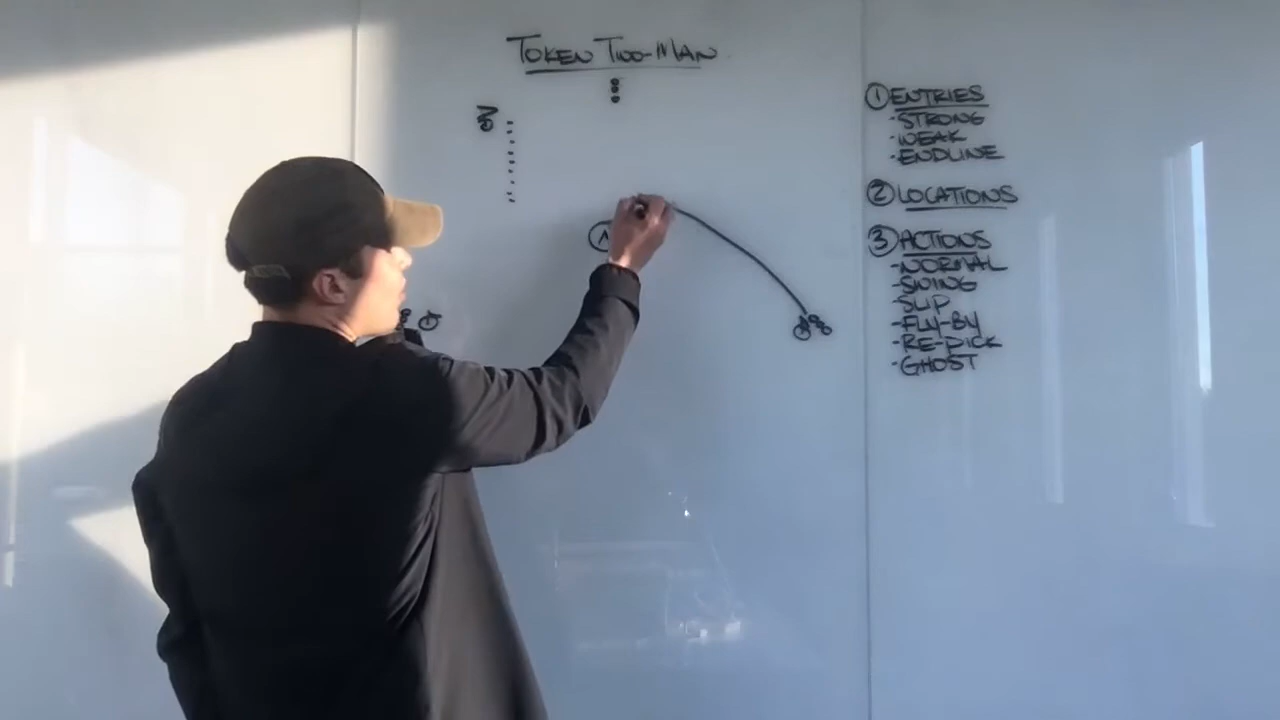 TOKEN TWO-MAN
① ENTRIES
-STRONG
-WEAK
-ENDLINE
② LOCATIONS
③ ACTIONS
-NORMAL
-SWING
-SLIP
-FLY-BY
-RE-PICK
-GHOST